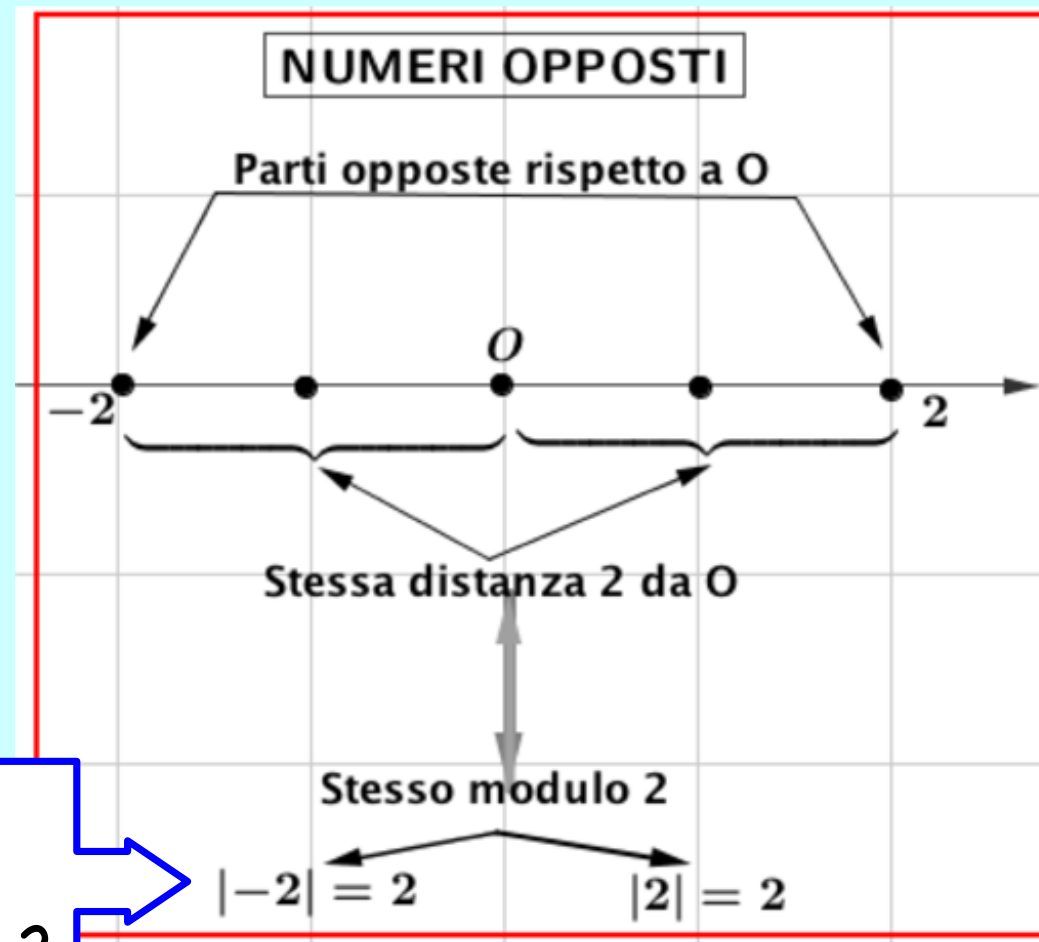 NUMERI OPPOSTI
Parti opposte rispetto a O
O
−2
2
Stessa distanza 2 da O
Stesso modulo 2
|−2| = 2
|2| = 2